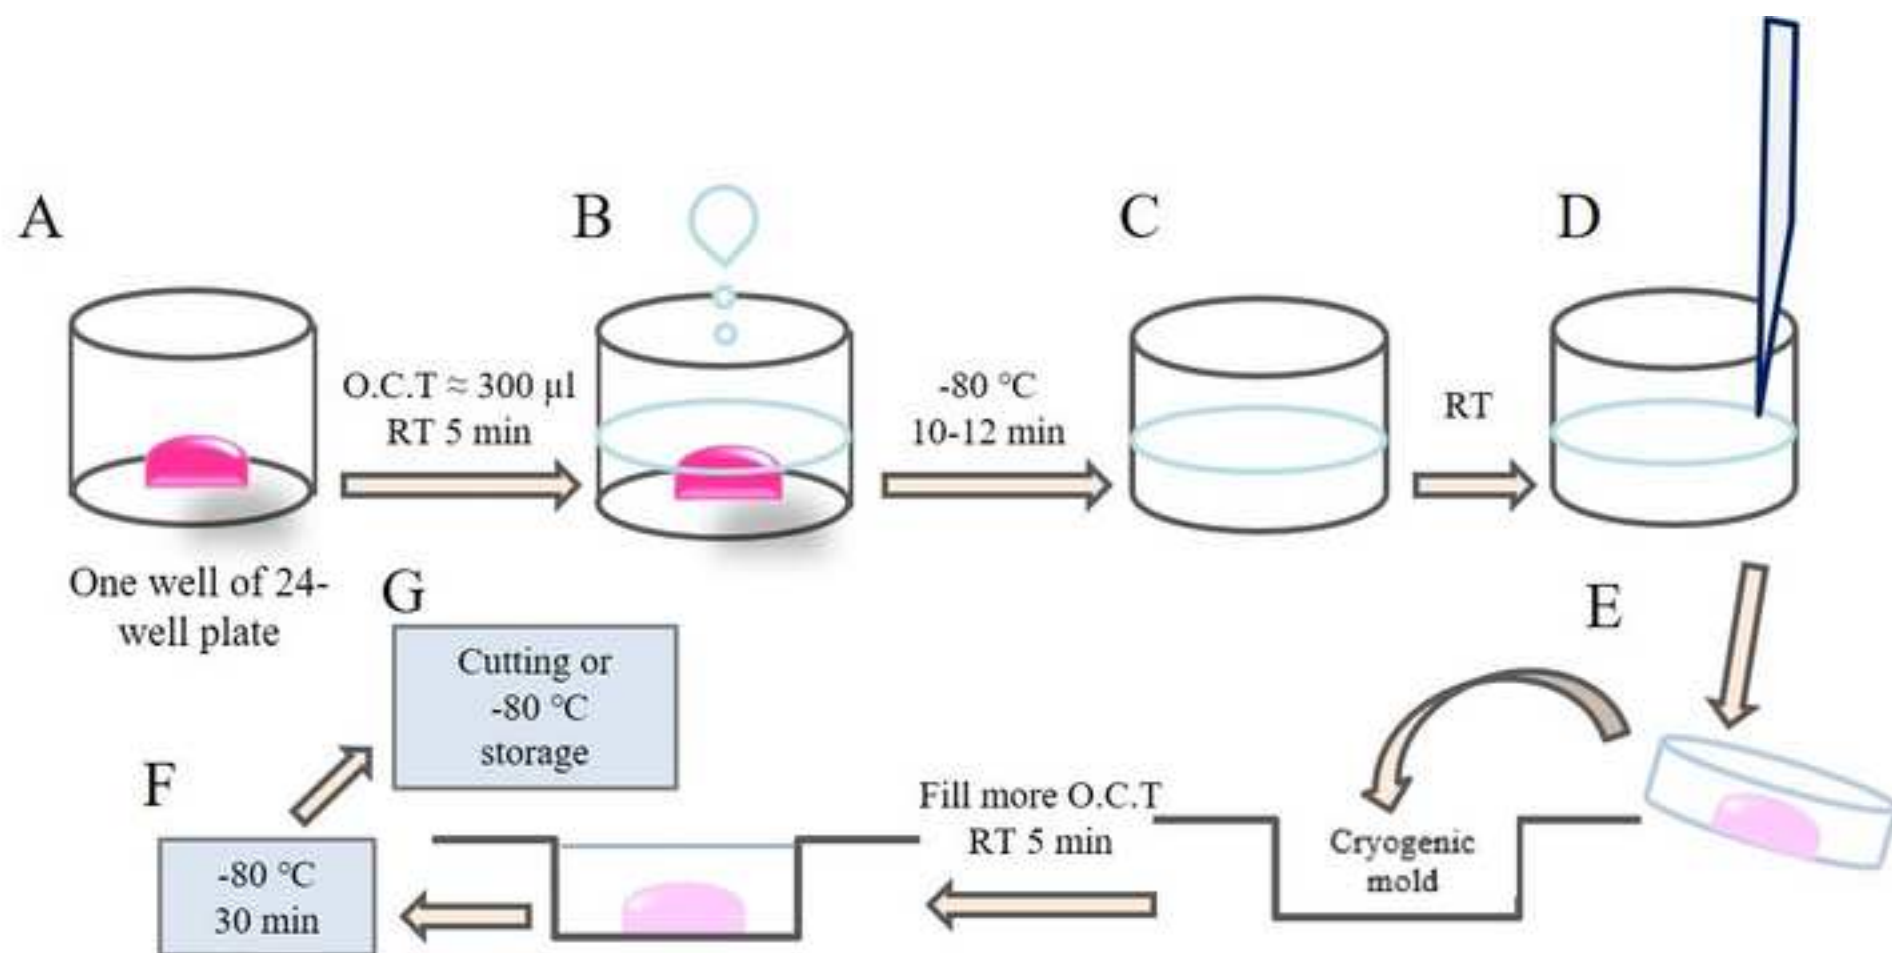 A
B
C
D
O.C.T ≈ 300 μl
RT 5 min
-80 °C
10-12 min
RT
One well of 24-
well plate
G
Cutting or
-80 °C
storage
E
F
-80 °C
30 min
Fill more O.C.T
RT 5 min
Cryogenic
mold